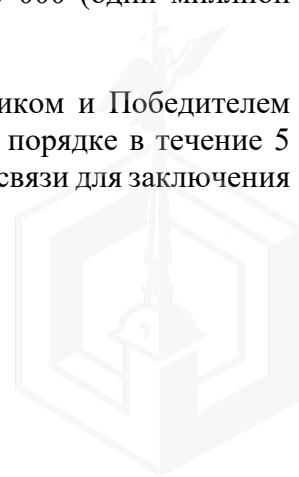 000 (один миллион
иком и Победителем
порядке в течение 5
связи для заключения